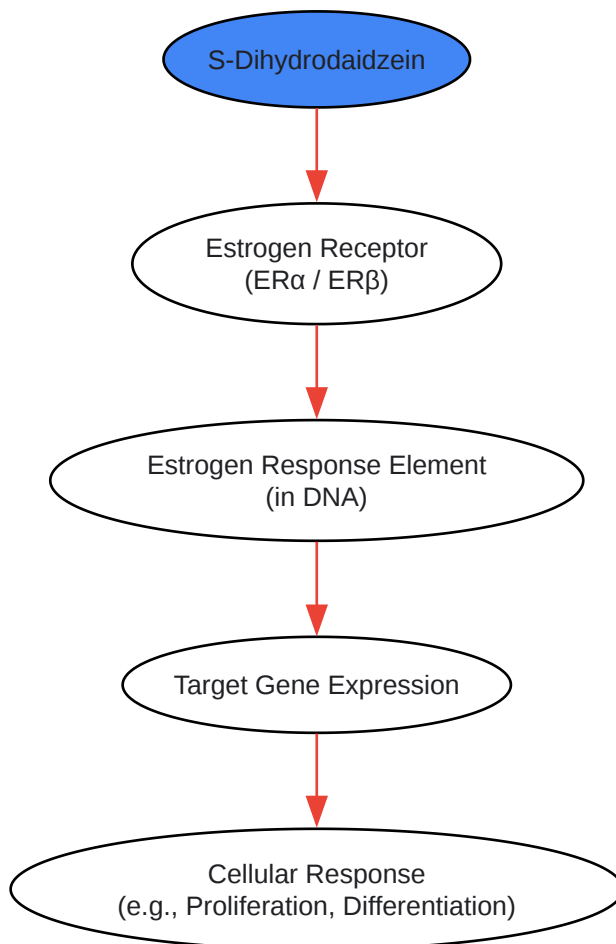 S-Dihydrodaidzein
Estrogen Receptor
(ERα / ERβ)
Estrogen Response Element
(in DNA)
Target Gene Expression
Cellular Response
(e.g., Proliferation, Differentiation)